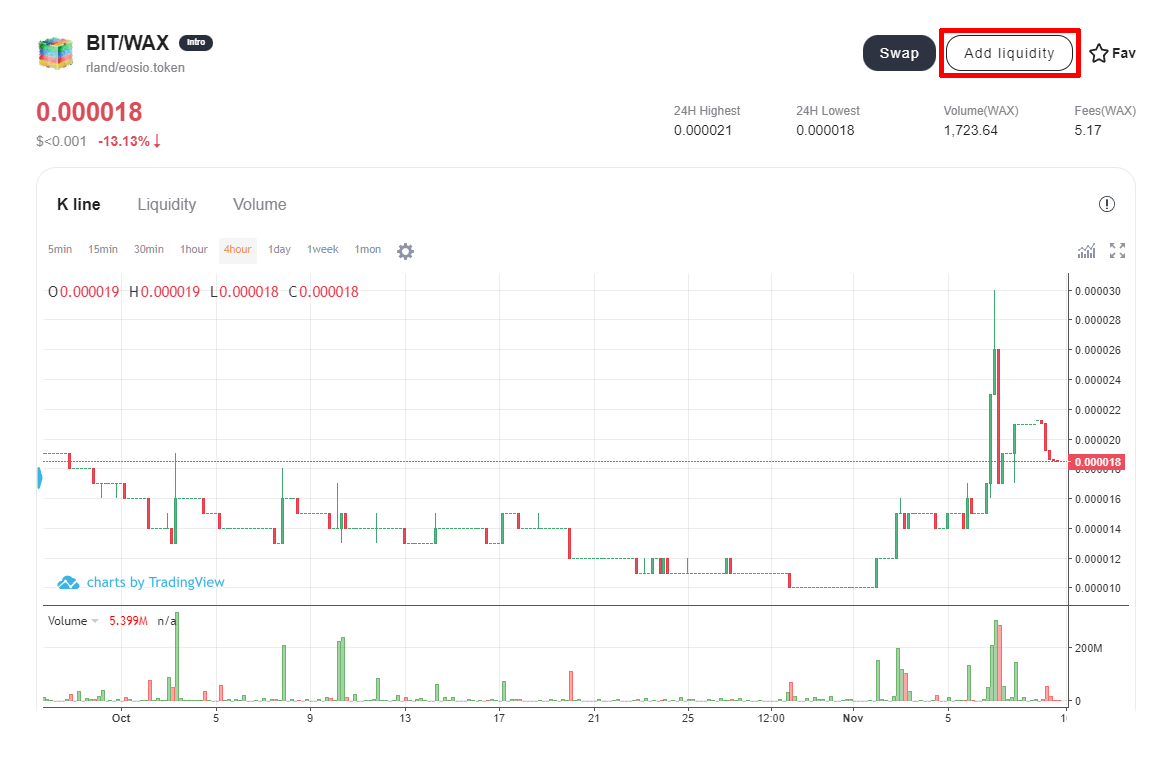 BIT/WAX Intro
rland/eosio.token
Swap Add liquidity Fav
0.000018
$<0.001 -13.13%↓
24H Highest 24H Lowest Volume(WAX) Fees(WAX)
0.000021 0.000018 1,723.64 5.17
K line Liquidity Volume
5min 15min 30min 1hour 4hour 1day 1week 1mon
O0.000019 H0.000019 L0.000018 C0.000018
0.000030
0.000028
0.000026
0.000024
0.000022
0.000020
0.000018
0.000018
0.000016
0.000014
0.000012
0.000010
charts by TradingView
Volume 5.399M n/a
200M
0
Oct 5 9 13 17 21 25 12:00 Nov 5 10